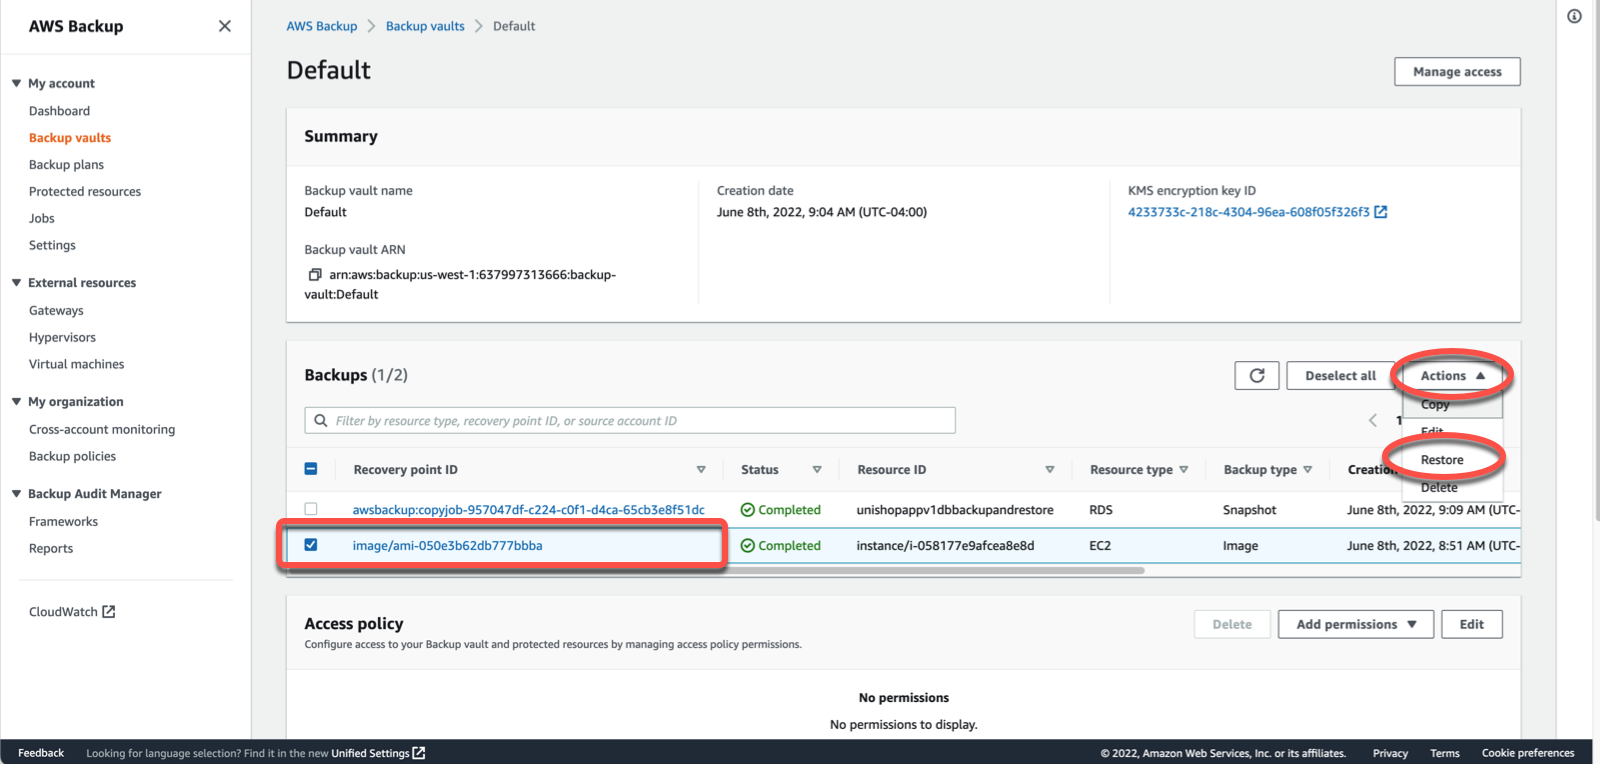 AWS Backup
My account
Dashboard
Backup vaults
Backup plans
Protected resources
Jobs
Settings
External resources
Gateways
Hypervisors
Virtual machines
My organization
Cross-account monitoring
Backup policies
Backup Audit Manager
Frameworks
Reports
CloudWatch
AWS Backup > Backup vaults > Default
Default
Manage access
Summary
Backup vault name
Default
Backup vault ARN
arn:aws:backup:us-west-1:637997313666:backup-
vault:Default
Creation date
June 8th, 2022, 9:04 AM (UTC-04:00)
KMS encryption key ID
4233733c-218c-4304-96ea-608f05f326f3
Backups (1/2)
Deselect all
Actions
Copy
Edit
Restore
Delete
Filter by resource type, recovery point ID, or source account ID
1
Recovery point ID Status Resource ID Resource type Backup type Creation
awsbackup:copyjob-957047df-c224-c0f1-d4ca-65cb3e8f51dc Completed unishopappv1dbbackupandrestore RDS Snapshot June 8th, 2022, 9:09 AM (UTC-
image/ami-050e3b62db777bbba Completed instance/i-058177e9afcea8e8d EC2 Image June 8th, 2022, 8:51 AM (UTC-
Access policy
Configure access to your Backup vault and protected resources by managing access policy permissions.
Delete
Add permissions
Edit
No permissions
No permissions to display.
Feedback Looking for language selection? Find it in the new Unified Settings © 2022, Amazon Web Services, Inc. or its affiliates. Privacy Terms Cookie preferences